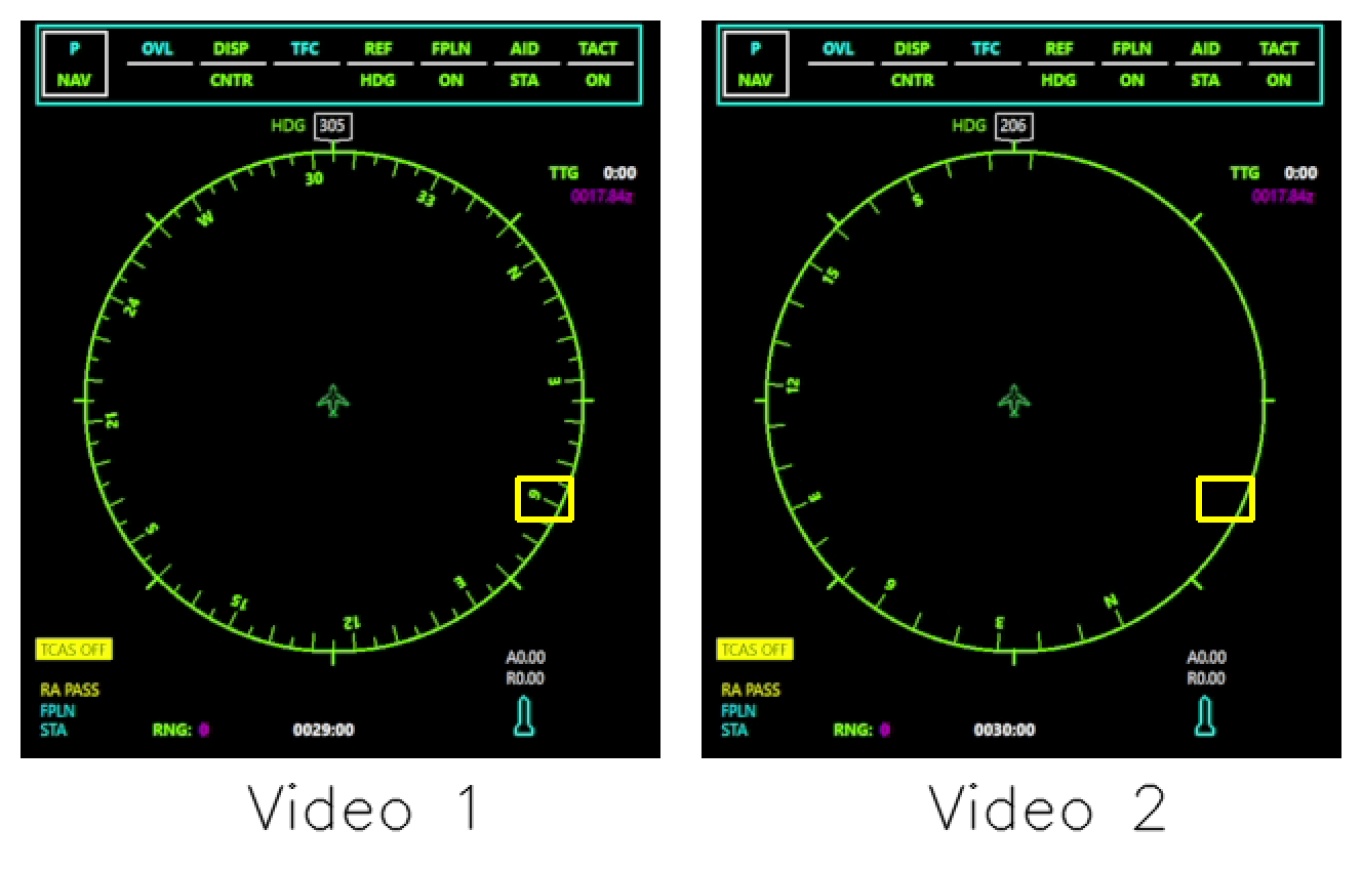 P OVL DISP TFC REF FPLN AID TACT
NAV CNTR HDG ON STA ON
HDG 305
TTG 0:00
0017.84z
30
33
N
3
6
E
12
15
S
21
24
W
TCAS OFF
A0.00
R0.00
RA PASS
FPLN
STA
RNG: 0 0029:00
Video 1
P OVL DISP TFC REF FPLN AID TACT
NAV CNTR HDG ON STA ON
HDG 206
TTG 0:00
0017.84z
S
15
12
E
6
3
N
TCAS OFF
A0.00
R0.00
RA PASS
FPLN
STA
RNG: 0 0030:00
Video 2